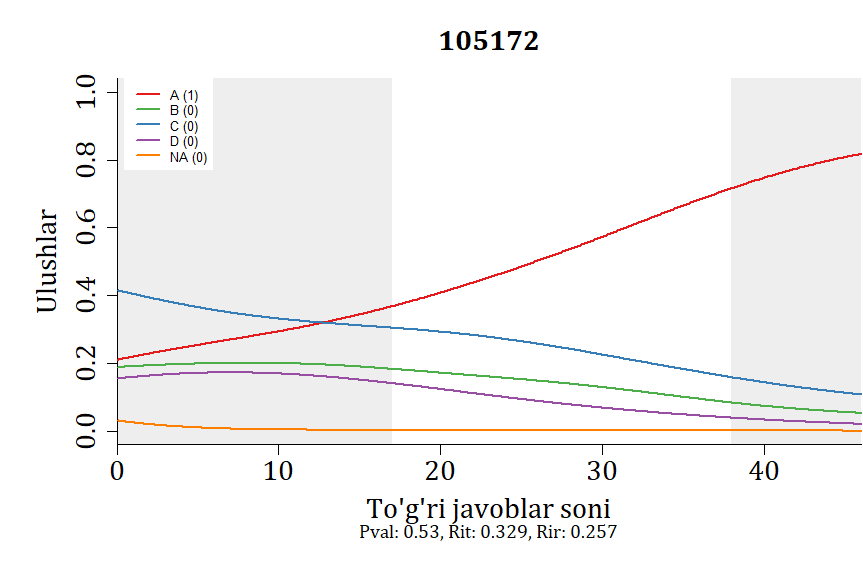 105172
A (1)
B (0)
C (0)
D (0)
NA (0)
Ulushlar
1.0
0.8
0.6
0.4
0.2
0.0
0 10 20 30 40
To'g'ri javoblar soni
Pval: 0.53, Rit: 0.329, Rir: 0.257